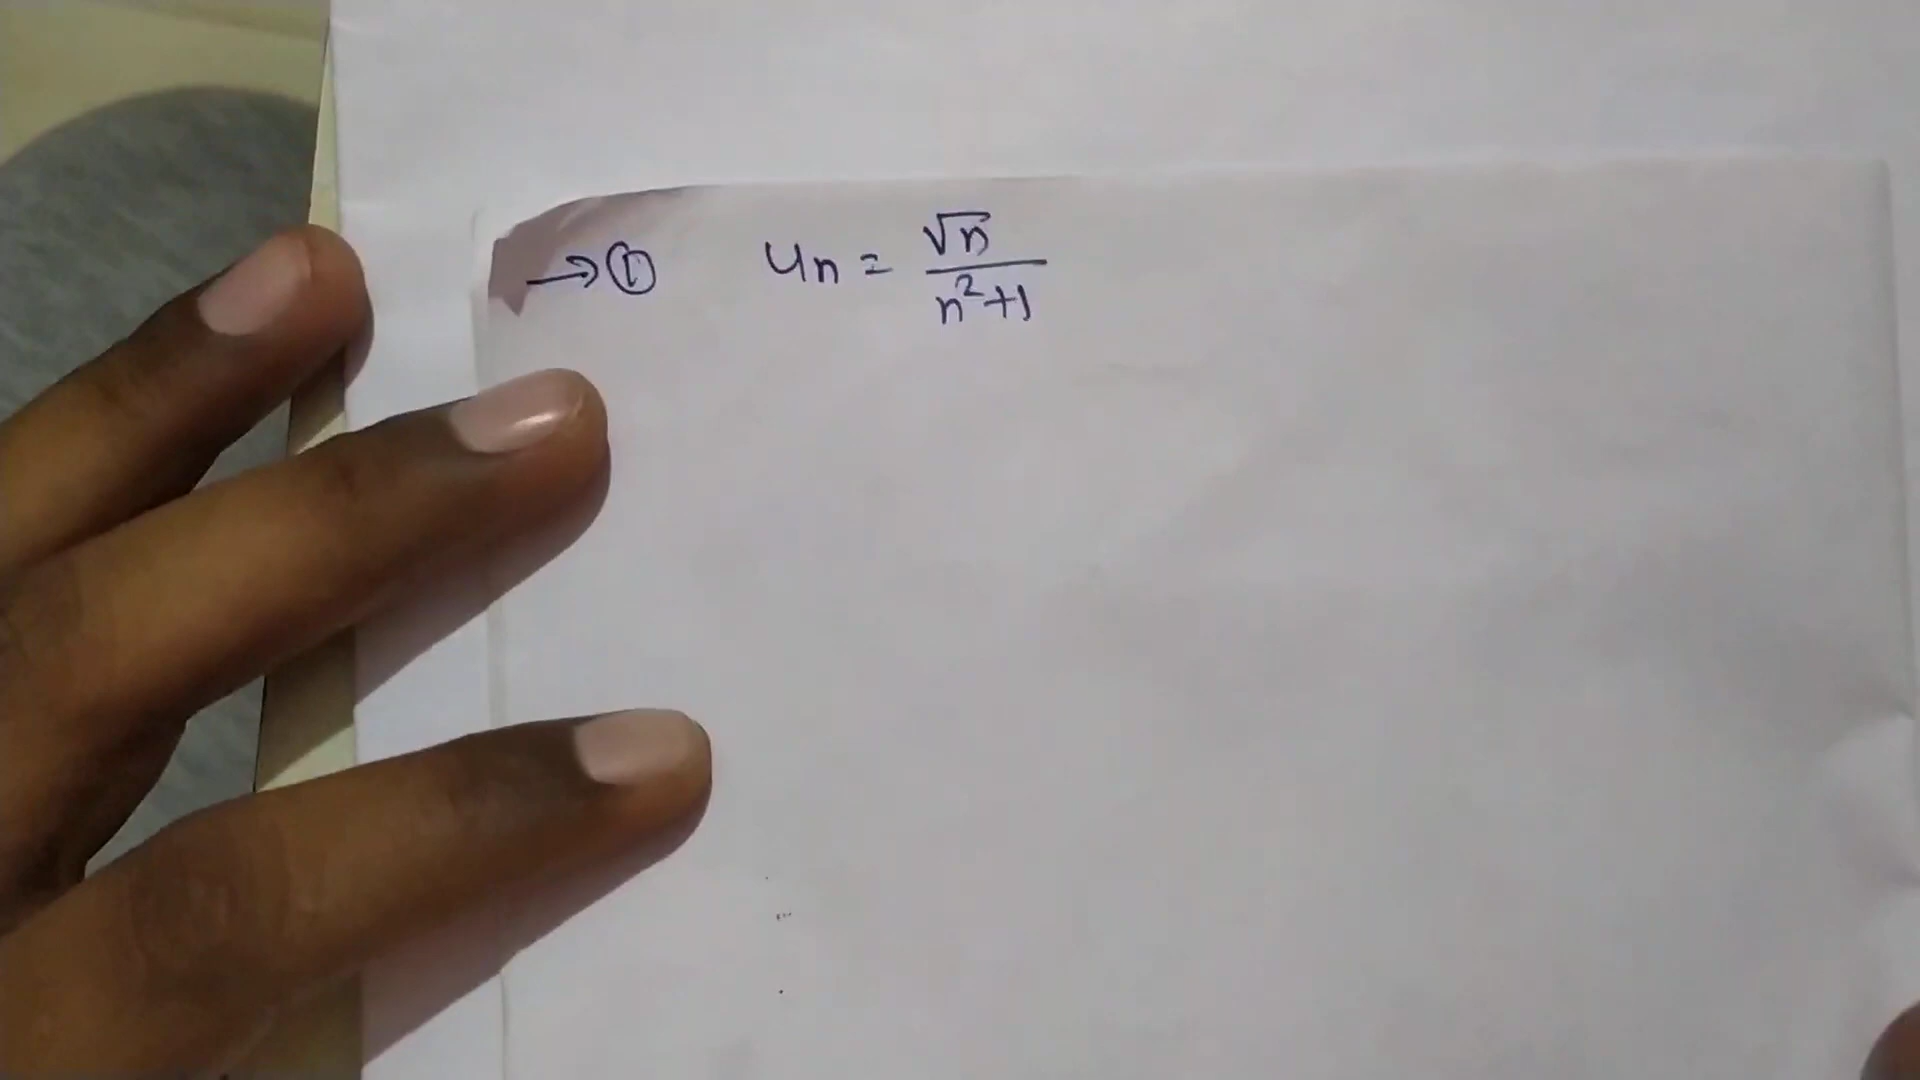 → ① un = √n / n²+1